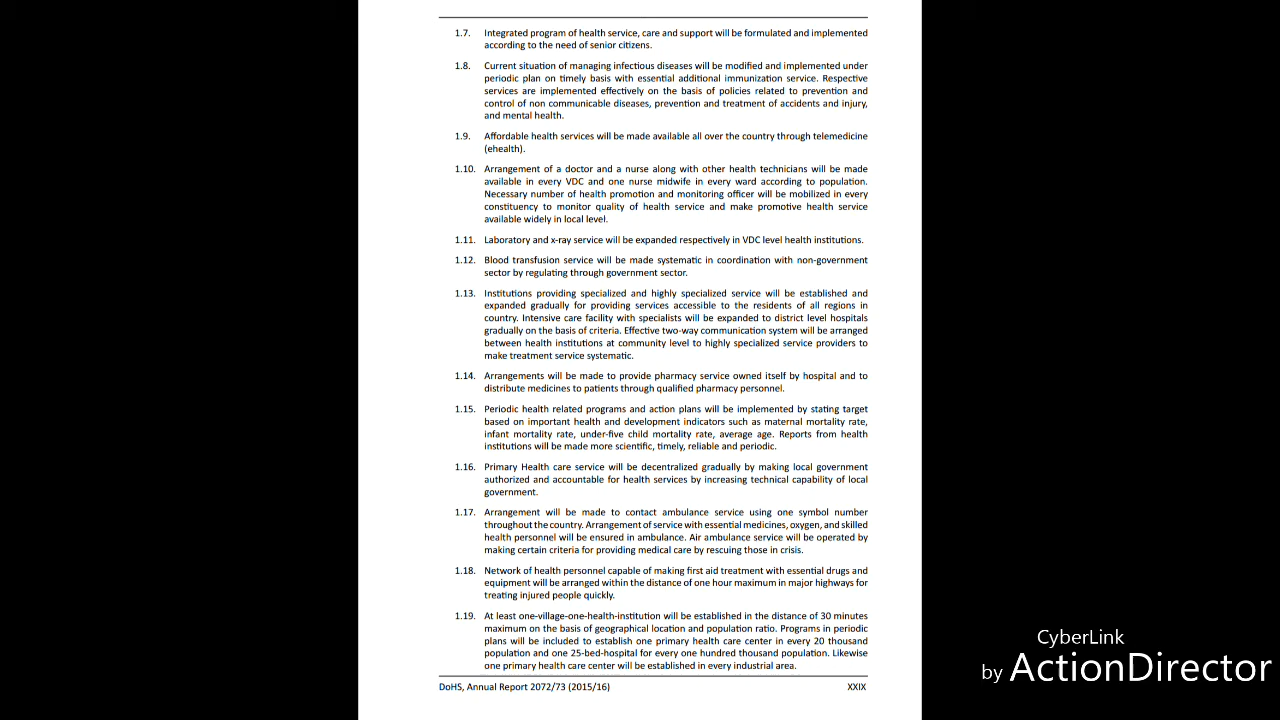 1.7. Integrated program of health service, care and support will be formulated and implemented
according to the need of senior citizens.
1.8. Current situation of managing infectious diseases will be modified and implemented under
periodic plan on timely basis with essential additional immunization service. Respective
services are implemented effectively on the basis of policies related to prevention and
control of non communicable diseases, prevention and treatment of accidents and injury,
and mental health.
1.9. Affordable health services will be made available all over the country through telemedicine
(ehealth).
1.10. Arrangement of a doctor and a nurse along with other health technicians will be made
available in every VDC and one nurse midwife in every ward according to population.
Necessary number of health promotion and monitoring officer will be mobilized in every
constituency to monitor quality of health service and make promotive health service
available widely in local level.
1.11. Laboratory and x-ray service will be expanded respectively in VDC level health institutions.
1.12. Blood transfusion service will be made systematic in coordination with non-government
sector by regulating through government sector.
1.13. Institutions providing specialized and highly specialized service will be established and
expanded gradually for providing services accessible to the residents of all regions in
country. Intensive care facility with specialists will be expanded to district level hospitals
gradually on the basis of criteria. Effective two-way communication system will be arranged
between health institutions at community level to highly specialized service providers to
make treatment service systematic.
1.14. Arrangements will be made to provide pharmacy service owned itself by hospital and to
distribute medicines to patients through qualified pharmacy personnel.
1.15. Periodic health related programs and action plans will be implemented by stating target
based on important health and development indicators such as maternal mortality rate,
infant mortality rate, under-five child mortality rate, average age. Reports from health
institutions will be made more scientific, timely, reliable and periodic.
1.16. Primary Health care service will be decentralized gradually by making local government
authorized and accountable for health services by increasing technical capability of local
government.
1.17. Arrangement will be made to contact ambulance service using one symbol number
throughout the country. Arrangement of service with essential medicines, oxygen, and skilled
health personnel will be ensured in ambulance. Air ambulance service will be operated by
making certain criteria for providing medical care by rescuing those in crisis.
1.18. Network of health personnel capable of making first aid treatment with essential drugs and
equipment will be arranged within the distance of one hour maximum in major highways for
treating injured people quickly.
1.19. At least one-village-one-health-institution will be established in the distance of 30 minutes
maximum on the basis of geographical location and population ratio. Programs in periodic
plans will be included to establish one primary health care center in every 20 thousand
population and one 25-bed-hospital for every one hundred thousand population. Likewise
one primary health care center will be established in every industrial area.
DoHS, Annual Report 2072/73 (2015/16) XXIX
CyberLink
by ActionDirector